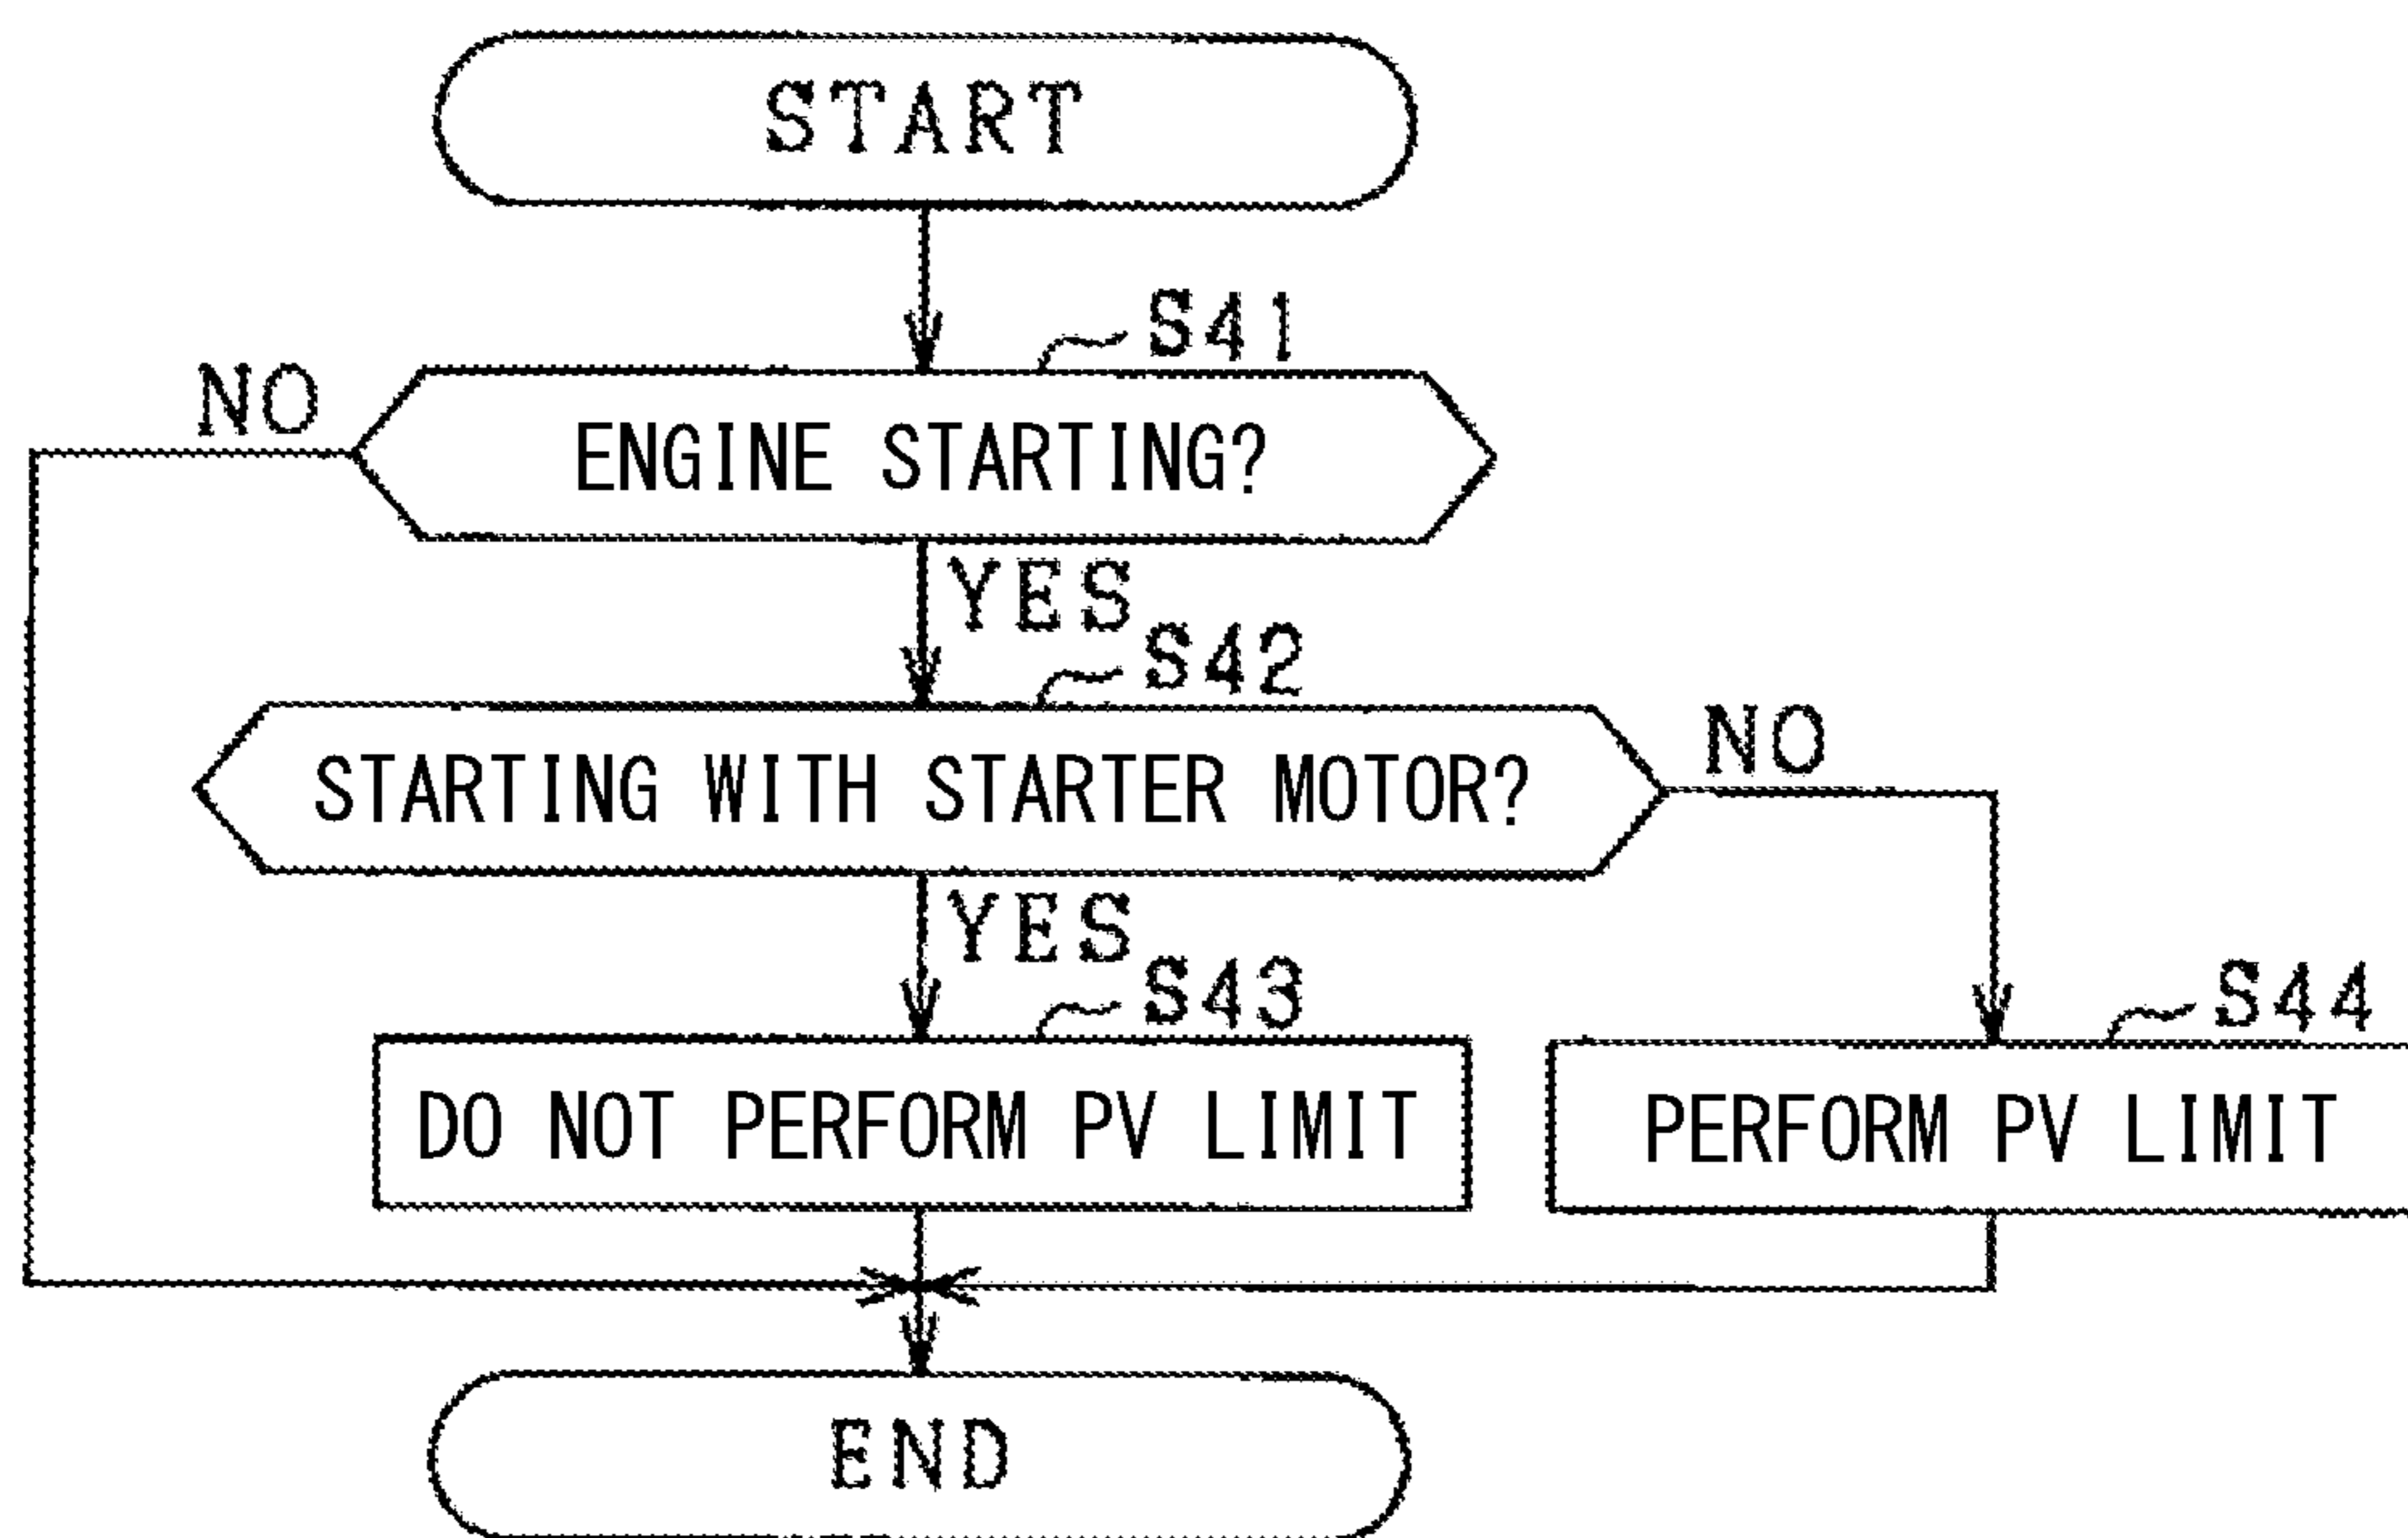 START
S41
NO
ENGINE STARTING?
YES
S42
STARTING WITH STARTER MOTOR?
NO
YES
S43
S44
DO NOT PERFORM PV LIMIT
PERFORM PV LIMIT
END